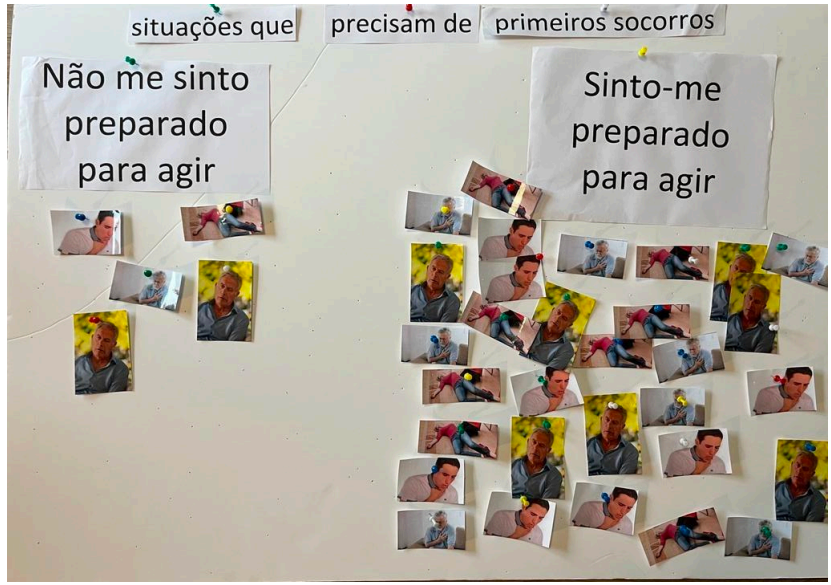 situações que precisam de primeiros socorros
Não me sinto
preparado
para agir
Sinto-me
preparado
para agir